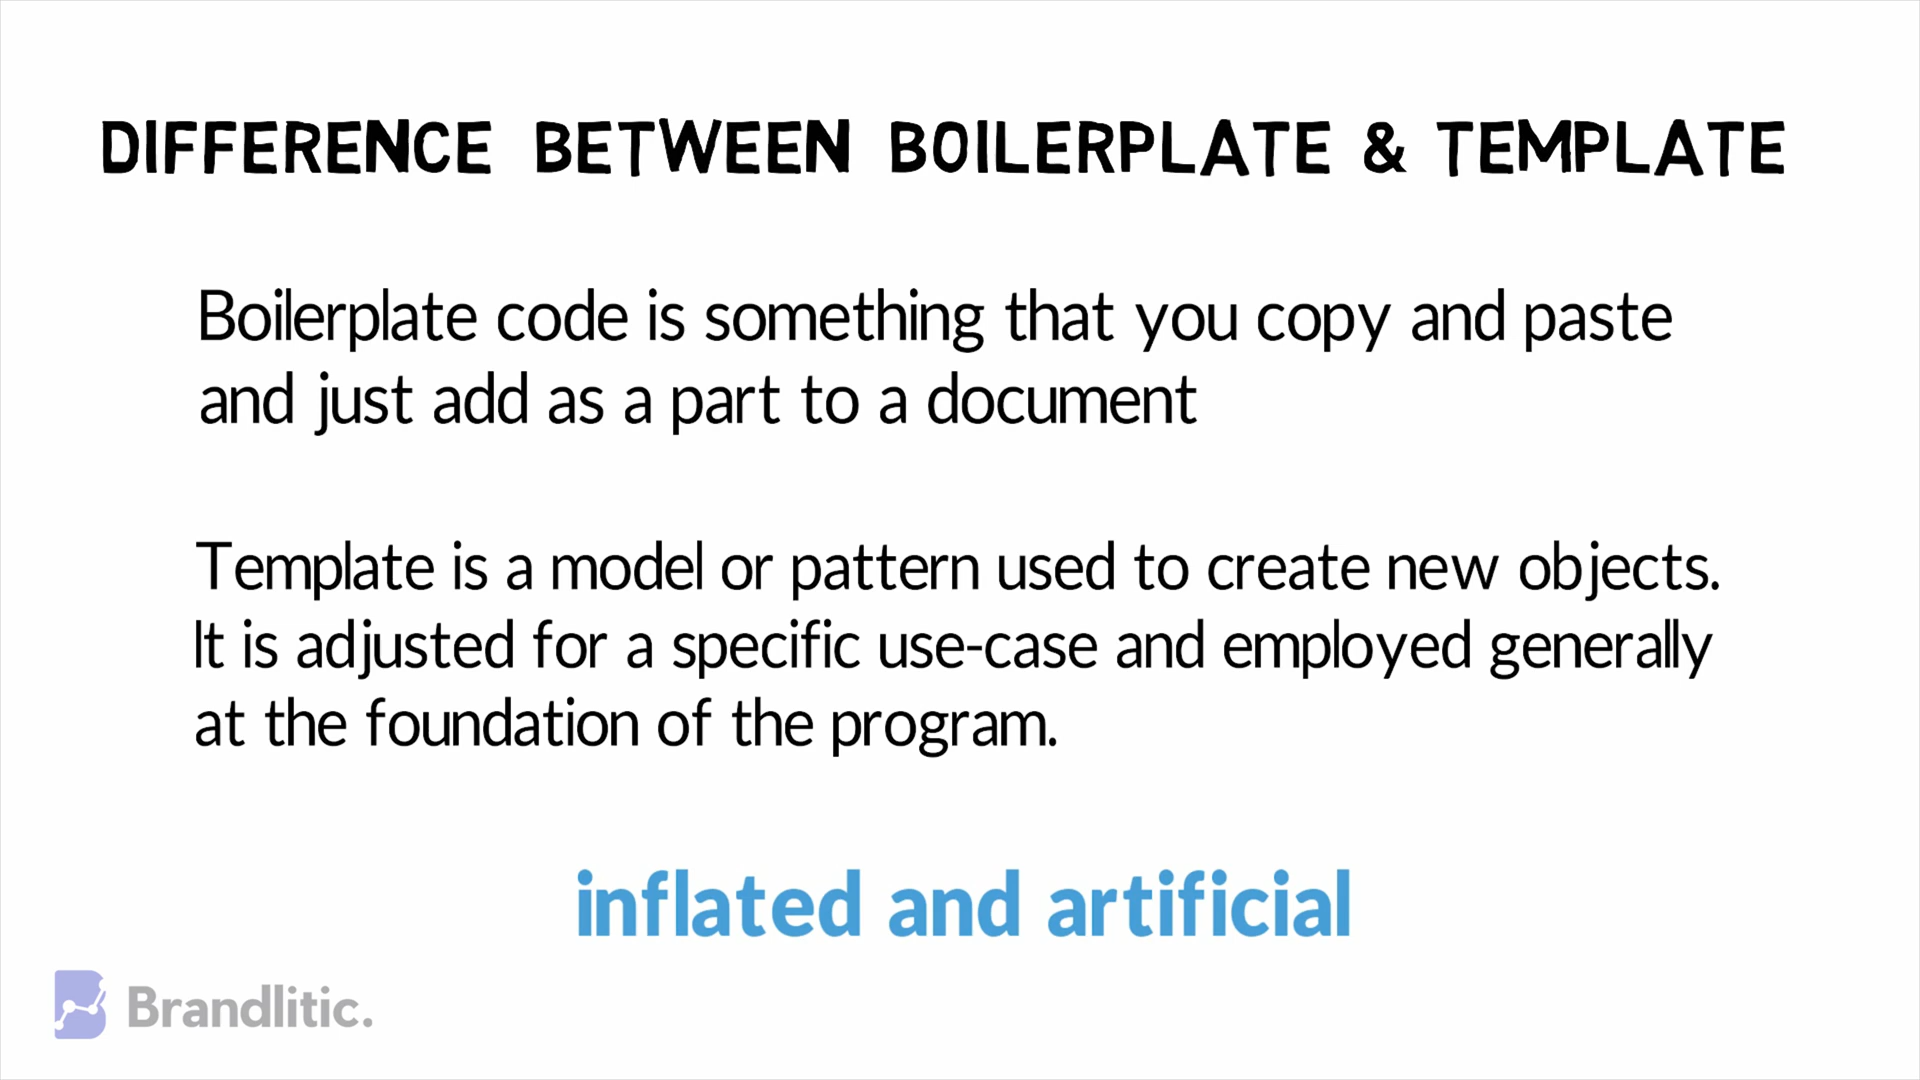 DIFFERENCE BETWEEN BOILERPLATE & TEMPLATE
Boilerplate code is something that you copy and paste
and just add as a part to a document
Template is a model or pattern used to create new objects.
It is adjusted for a specific use-case and employed generally
at the foundation of the program.
inflated and artificial
Brandlitic.